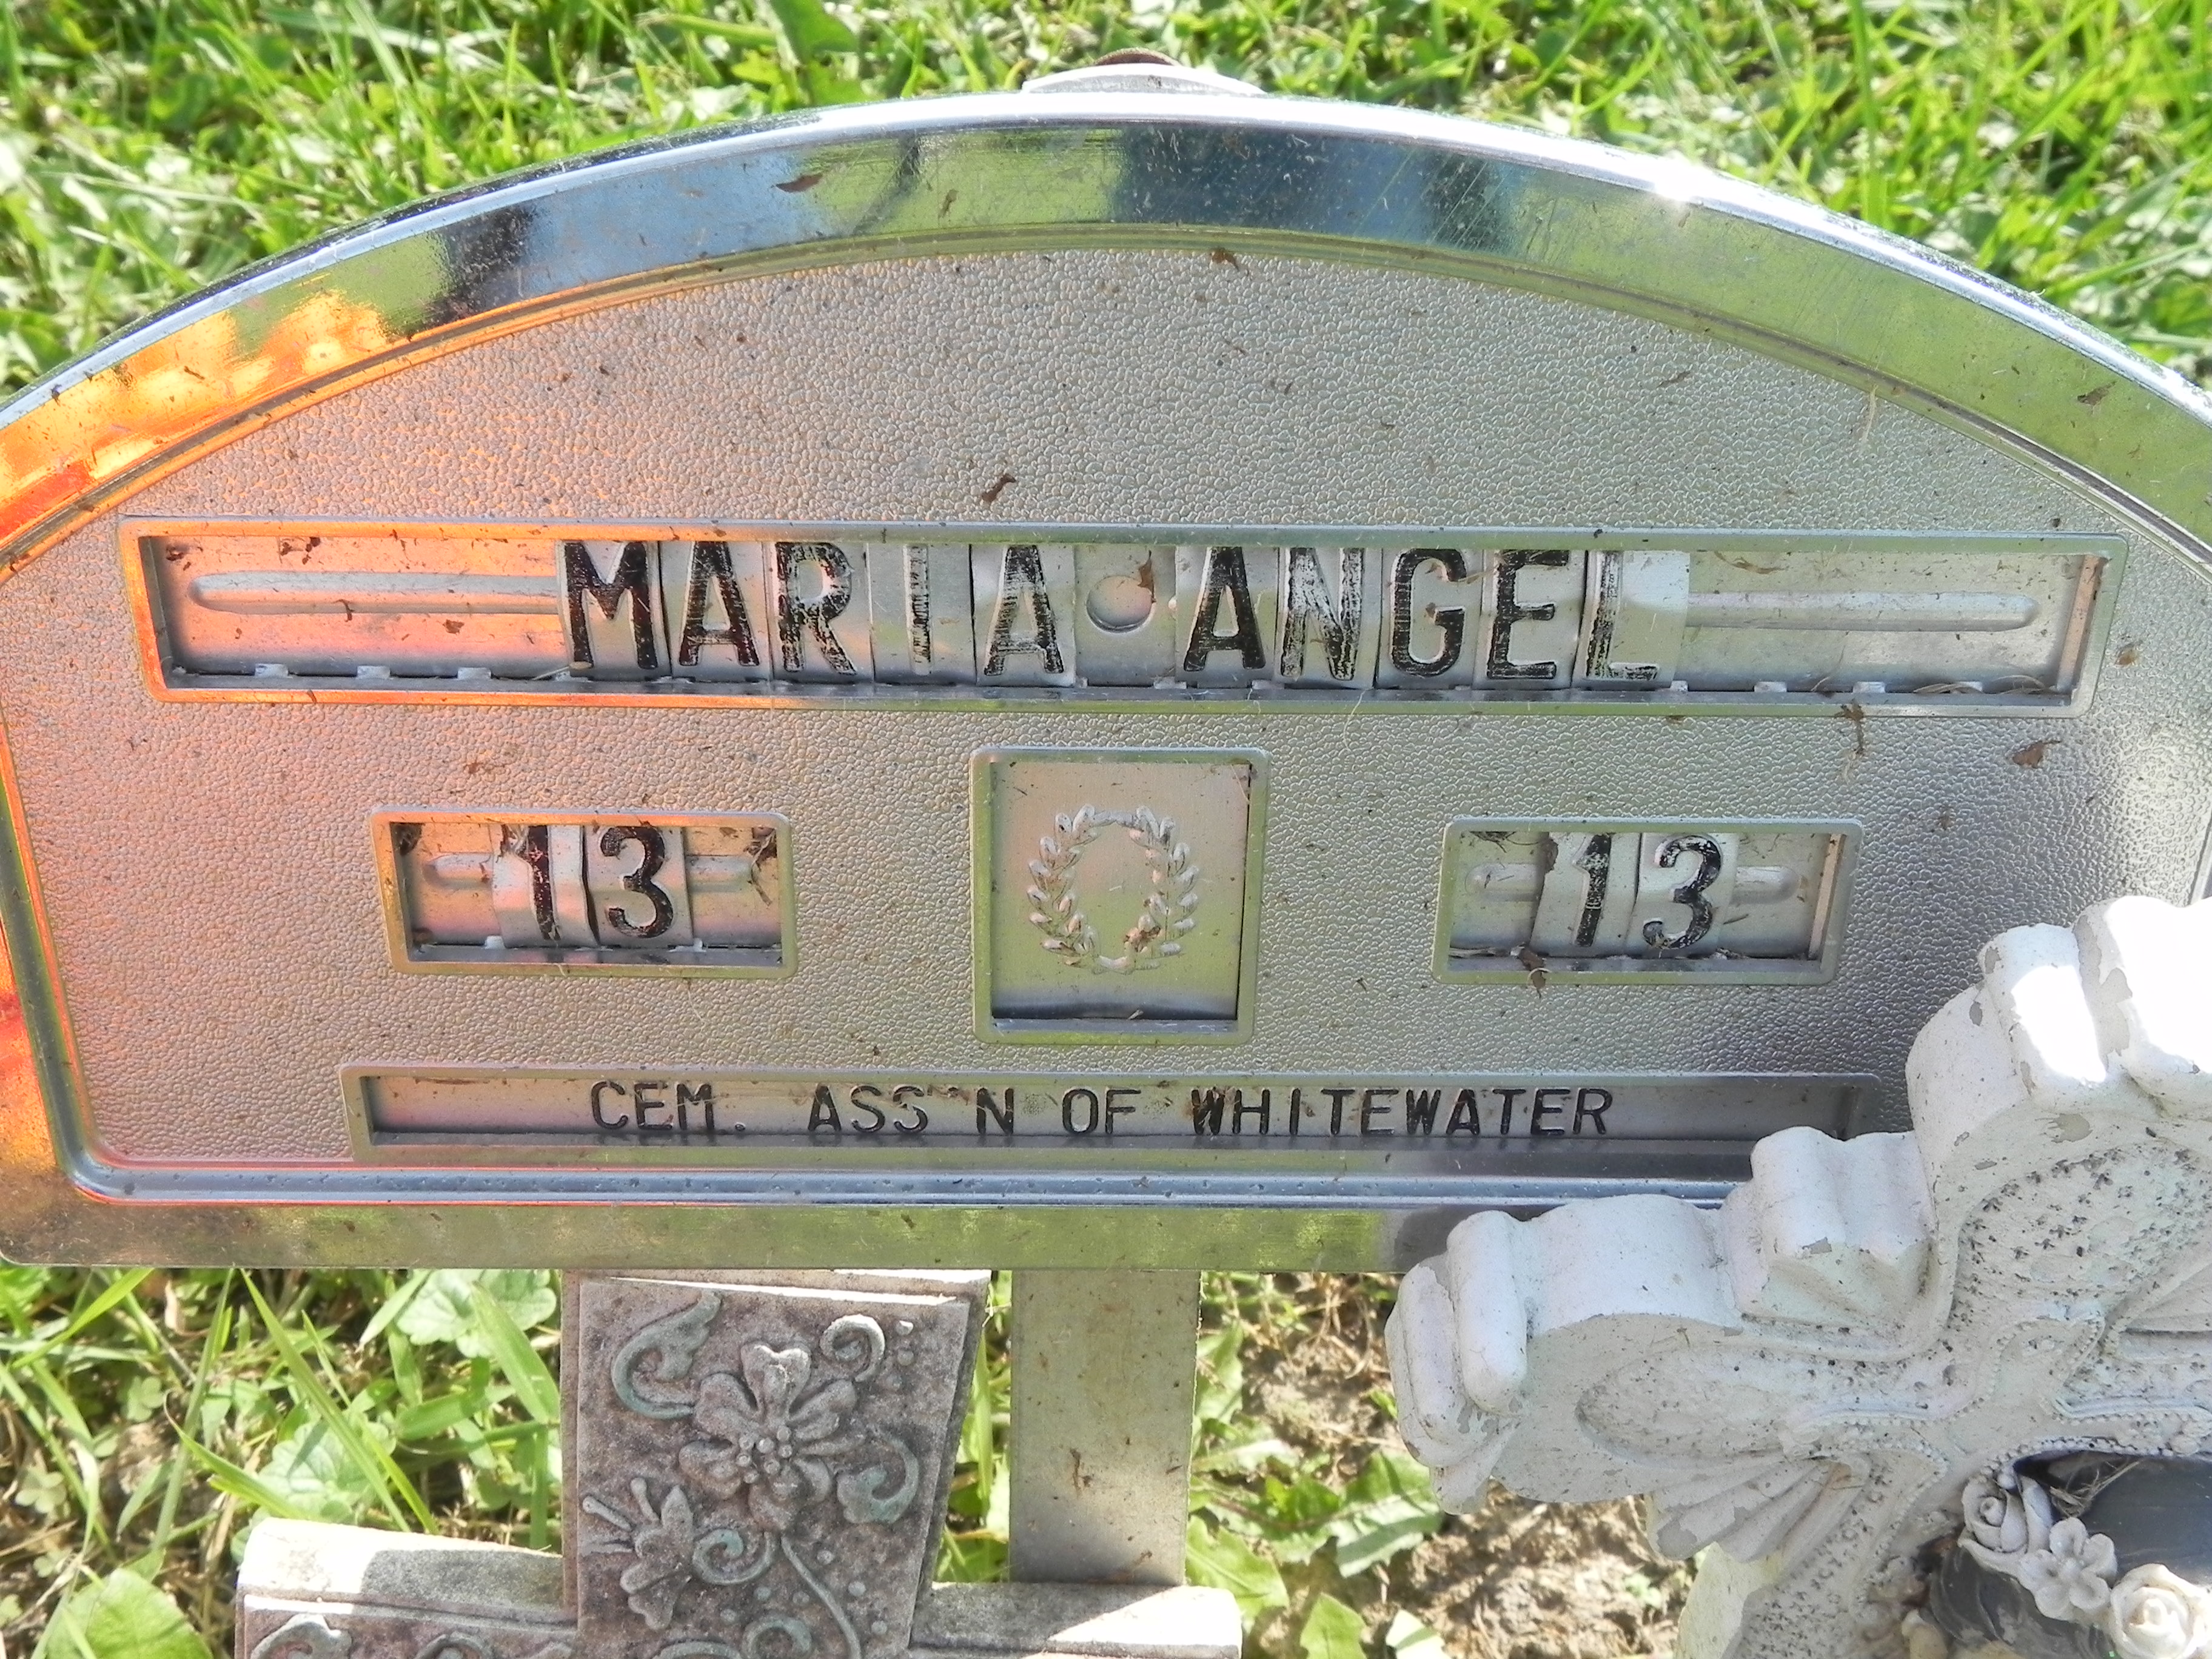 MARIA ANGEL
13 13
CEM. ASS'N OF WHITEWATER